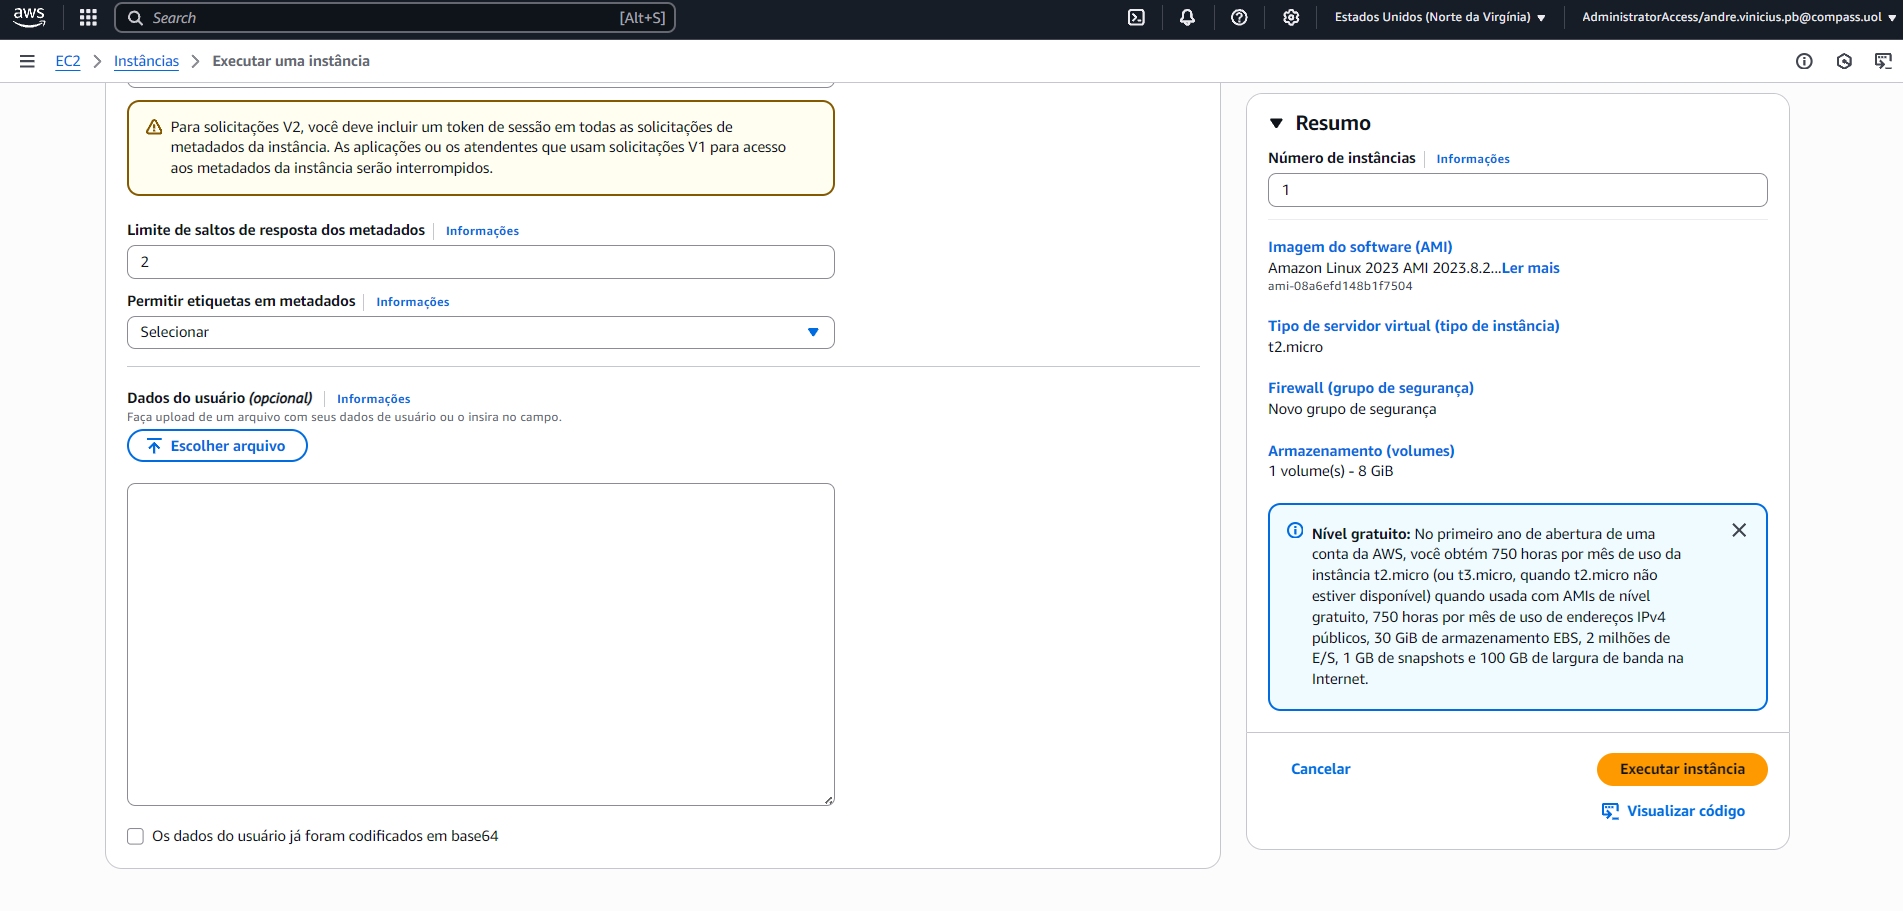 aws
Search
[Alt+S]
Estados Unidos (Norte da Virgínia)
AdministratorAccess/andre.vinicius.pb@compass.uol
EC2
Instâncias
Executar uma instância
Para solicitações V2, você deve incluir um token de sessão em todas as solicitações de
metadados da instância. As aplicações ou os atendentes que usam solicitações V1 para acesso
aos metadados da instância serão interrompidos.
Limite de saltos de resposta dos metadados
Informações
2
Permitir etiquetas em metadados
Informações
Selecionar
Dados do usuário (opcional)
Informações
Faça upload de um arquivo com seus dados de usuário ou o insira no campo.
Escolher arquivo
Os dados do usuário já foram codificados em base64
Resumo
Número de instâncias
Informações
1
Imagem do software (AMI)
Amazon Linux 2023 AMI 2023.8.2...Ler mais
ami-08a6efd148b1f7504
Tipo de servidor virtual (tipo de instância)
t2.micro
Firewall (grupo de segurança)
Novo grupo de segurança
Armazenamento (volumes)
1 volume(s) - 8 GiB
Nível gratuito: No primeiro ano de abertura de uma
conta da AWS, você obtém 750 horas por mês de uso da
instância t2.micro (ou t3.micro, quando t2.micro não
estiver disponível) quando usada com AMIs de nível
gratuito, 750 horas por mês de uso de endereços IPv4
públicos, 30 GiB de armazenamento EBS, 2 milhões de
E/S, 1 GB de snapshots e 100 GB de largura de banda na
Internet.
Cancelar
Executar instância
Visualizar código